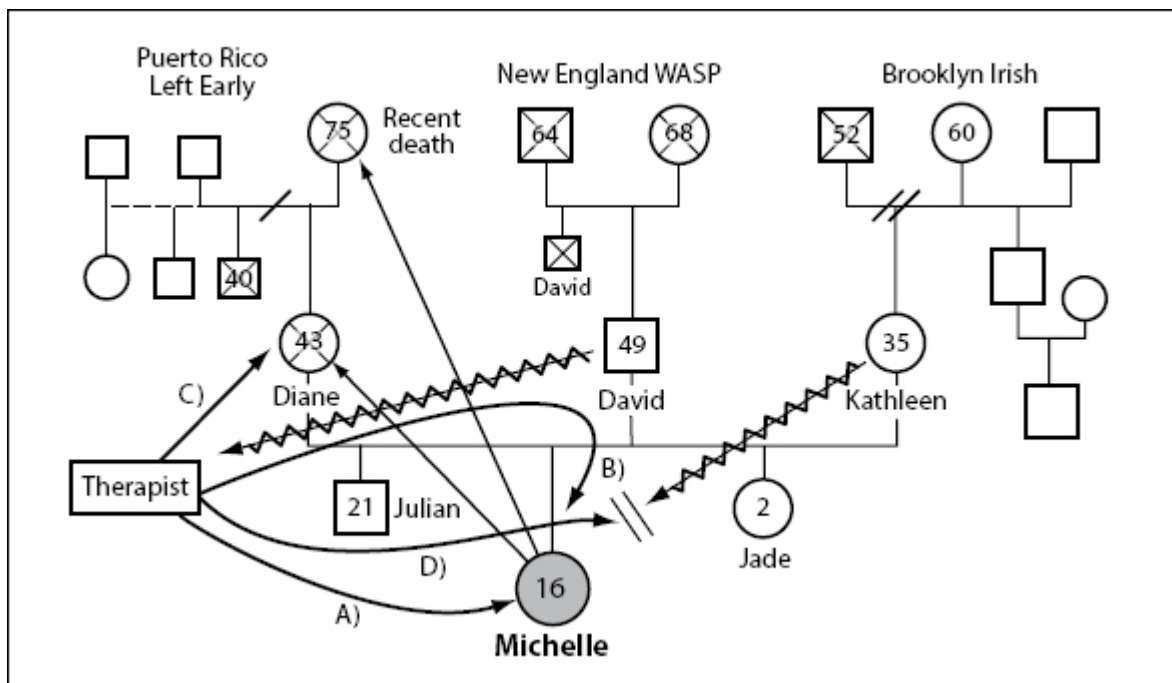 Puerto Rico
Left Early
New England WASP
Brooklyn Irish
75
Recent
death
64
68
52
60
40
David
43
Diane
49
David
35
Kathleen
C)
B)
Therapist
21
Julian
2
Jade
D)
A)
16
Michelle